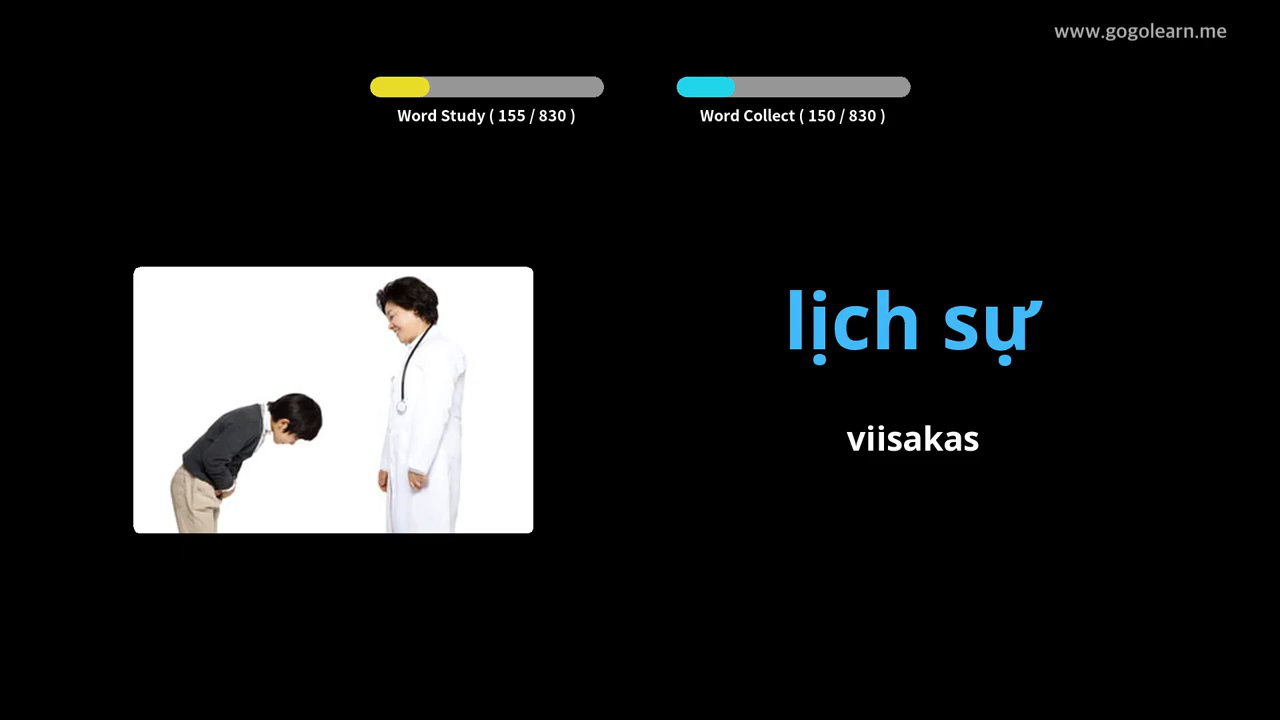 www.gogolearn.me
Word Study ( 155 / 830 )
Word Collect ( 150 / 830 )
lịch sự
viisakas